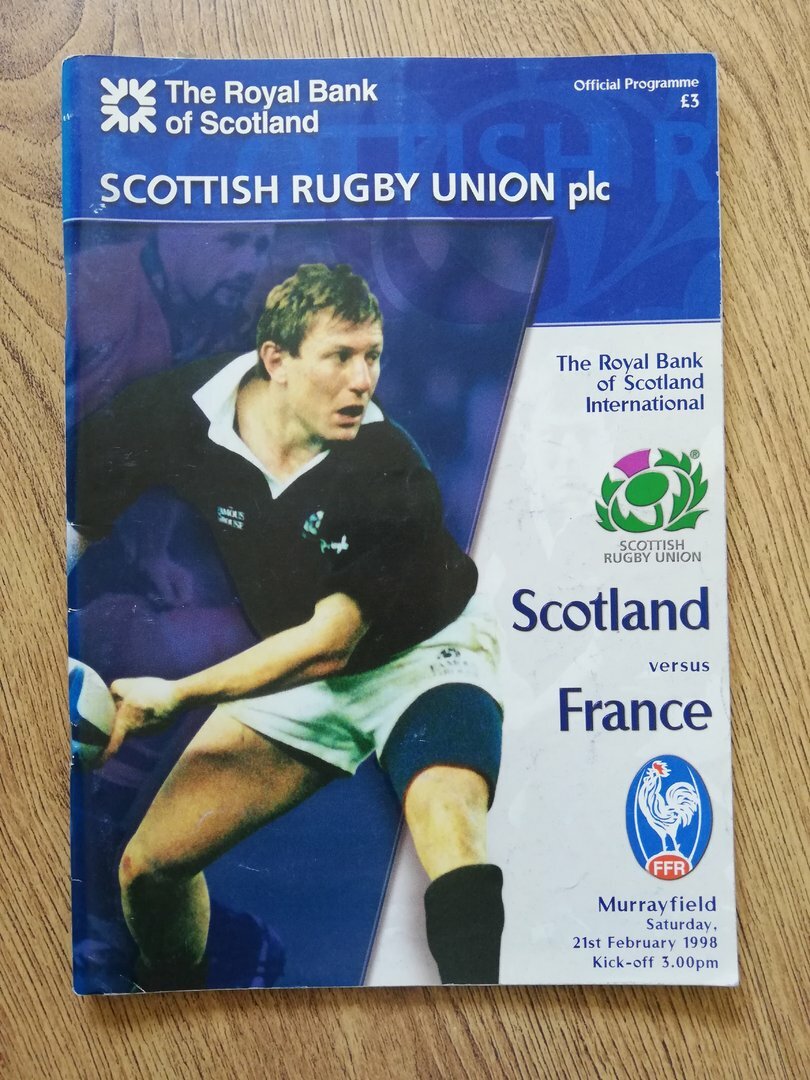 The Royal Bank
of Scotland
Official Programme
£3
SCOTTISH RUGBY UNION plc
The Royal Bank
of Scotland
International
®
SCOTTISH
RUGBY UNION
Scotland
versus
France
FFR
Murrayfield
Saturday,
21st February 1998
Kick-off 3.00pm